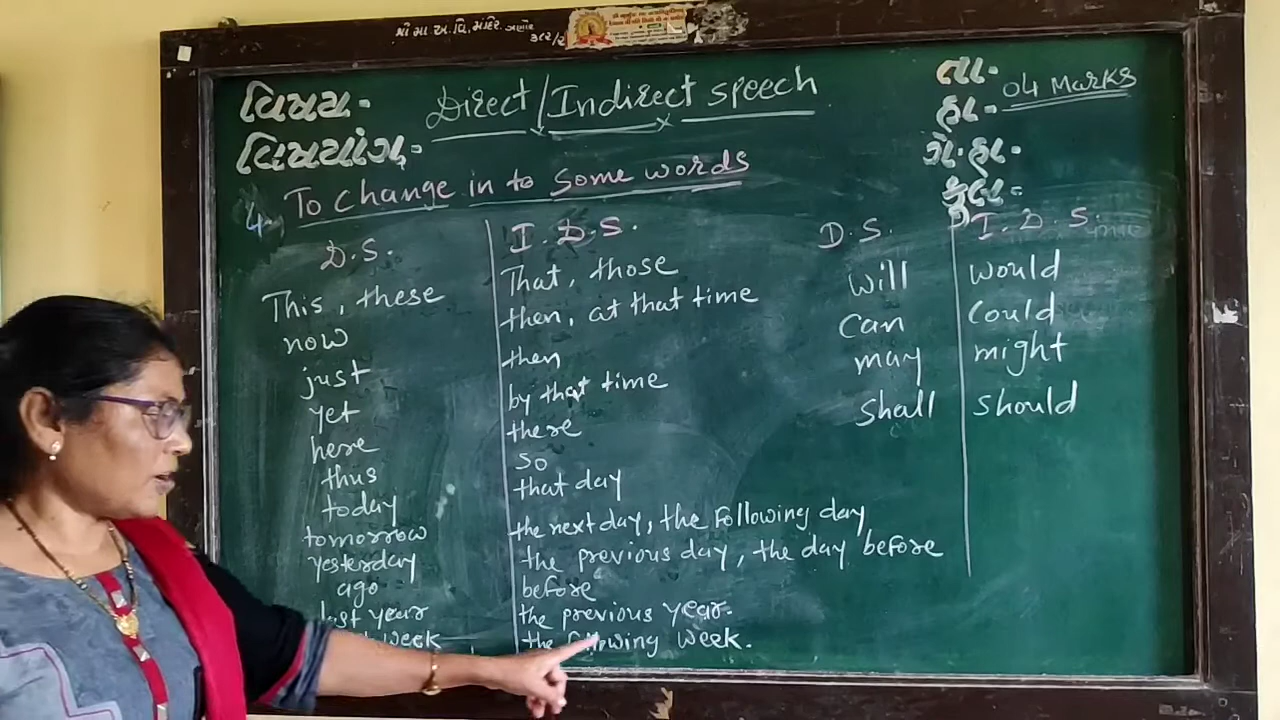 શ્રી મા. અ. વિ. મંદિર.
વિષય:- Direct/Indirect speech
તા.- 04 Marks
વિષયાંગ:-
હા.-
ગે.હા.-
4. To change in to some words
કુલ-
D.S. I.D.S. D.S. I.D.S.
This, these That, those will would
now then, at that time can could
just then may might
yet by that time shall should
here there
thus so
today that day
tomorrow the next day, the following day
yesterday the previous day, the day before
ago before
last year the previous year.
week the following week.